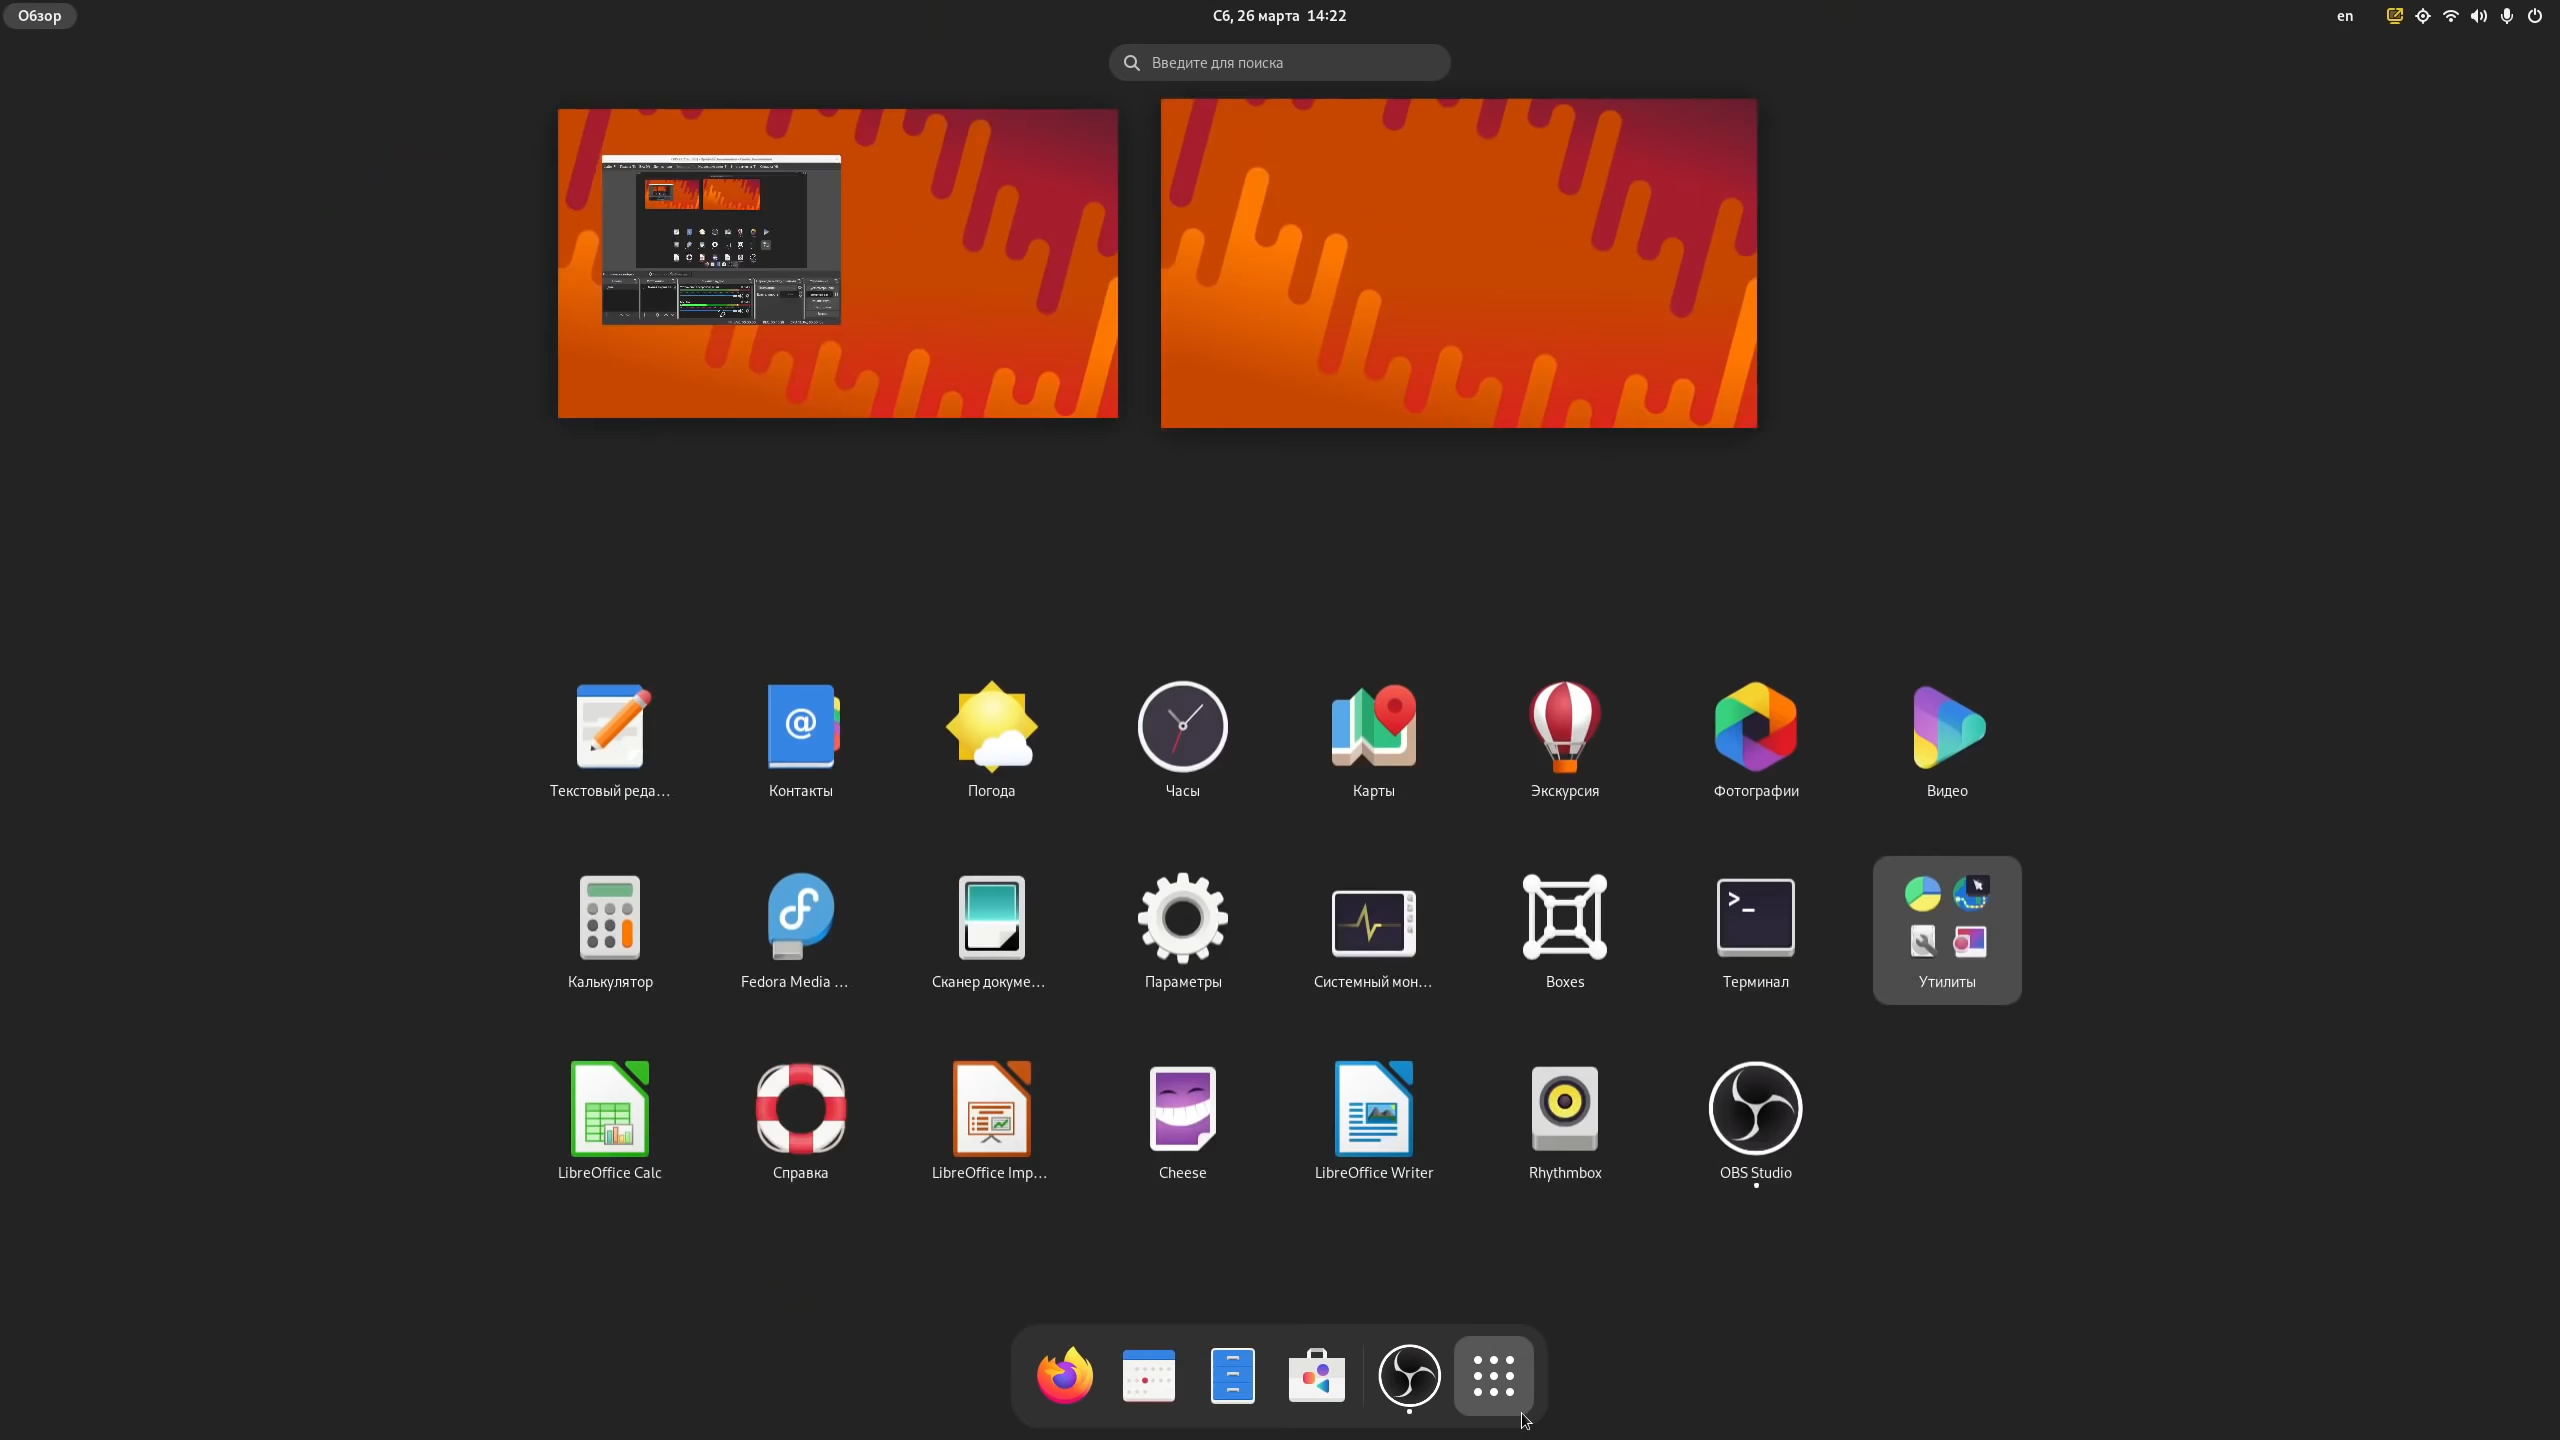 Обзор
Сб, 26 марта 14:22
en
Введите для поиска
Текстовый реда…
Контакты
Погода
Часы
Карты
Экскурсия
Фотографии
Видео
Калькулятор
Fedora Media …
Сканер докуме…
Параметры
Системный мон…
Boxes
Терминал
Утилиты
LibreOffice Calc
Справка
LibreOffice Imp…
Cheese
LibreOffice Writer
Rhythmbox
OBS Studio